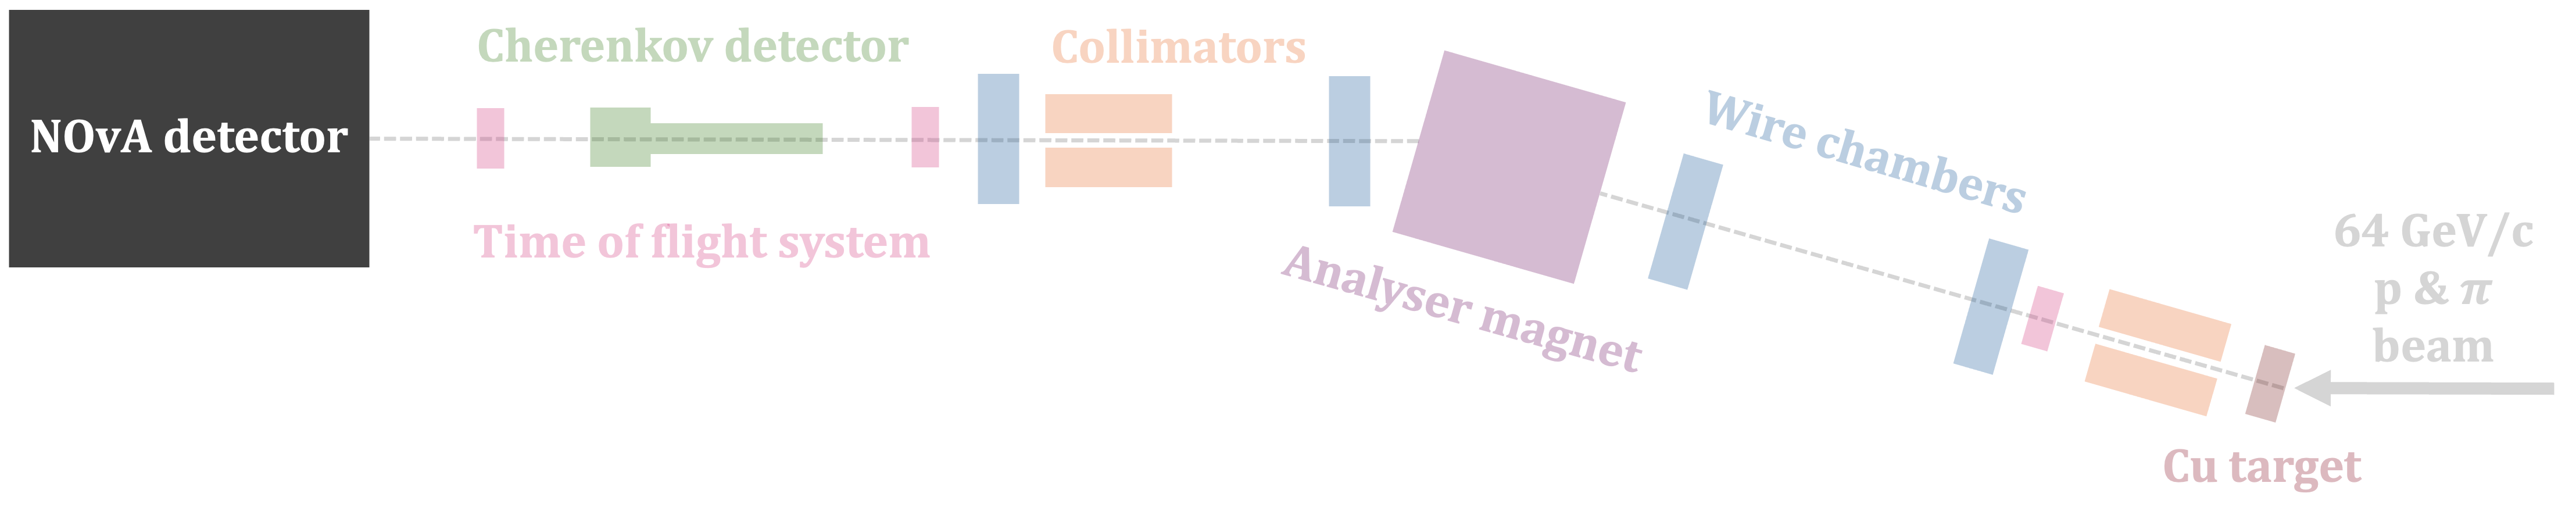 Cherenkov detector
Collimators
NOvA detector
Wire chambers
Time of flight system
Analyser magnet
64 GeV/c
p & π
beam
Cu target